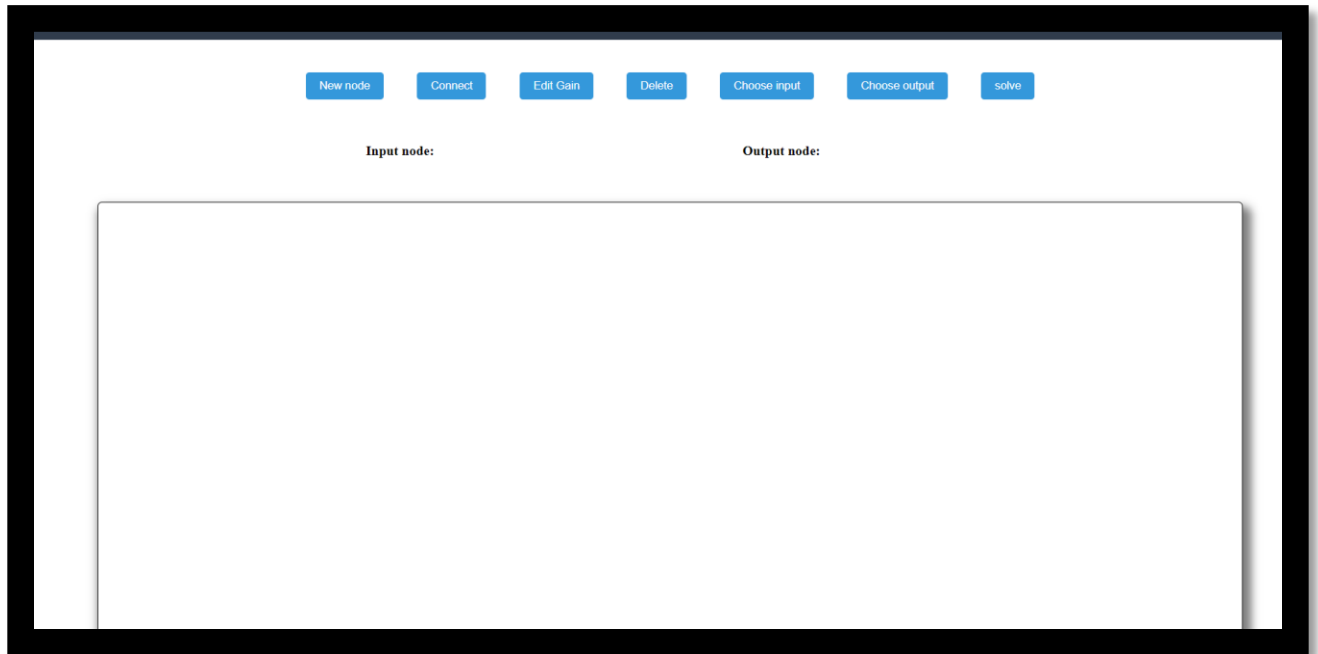 New node Connect Edit Gain Delete Choose input Choose output solve
Input node: Output node: